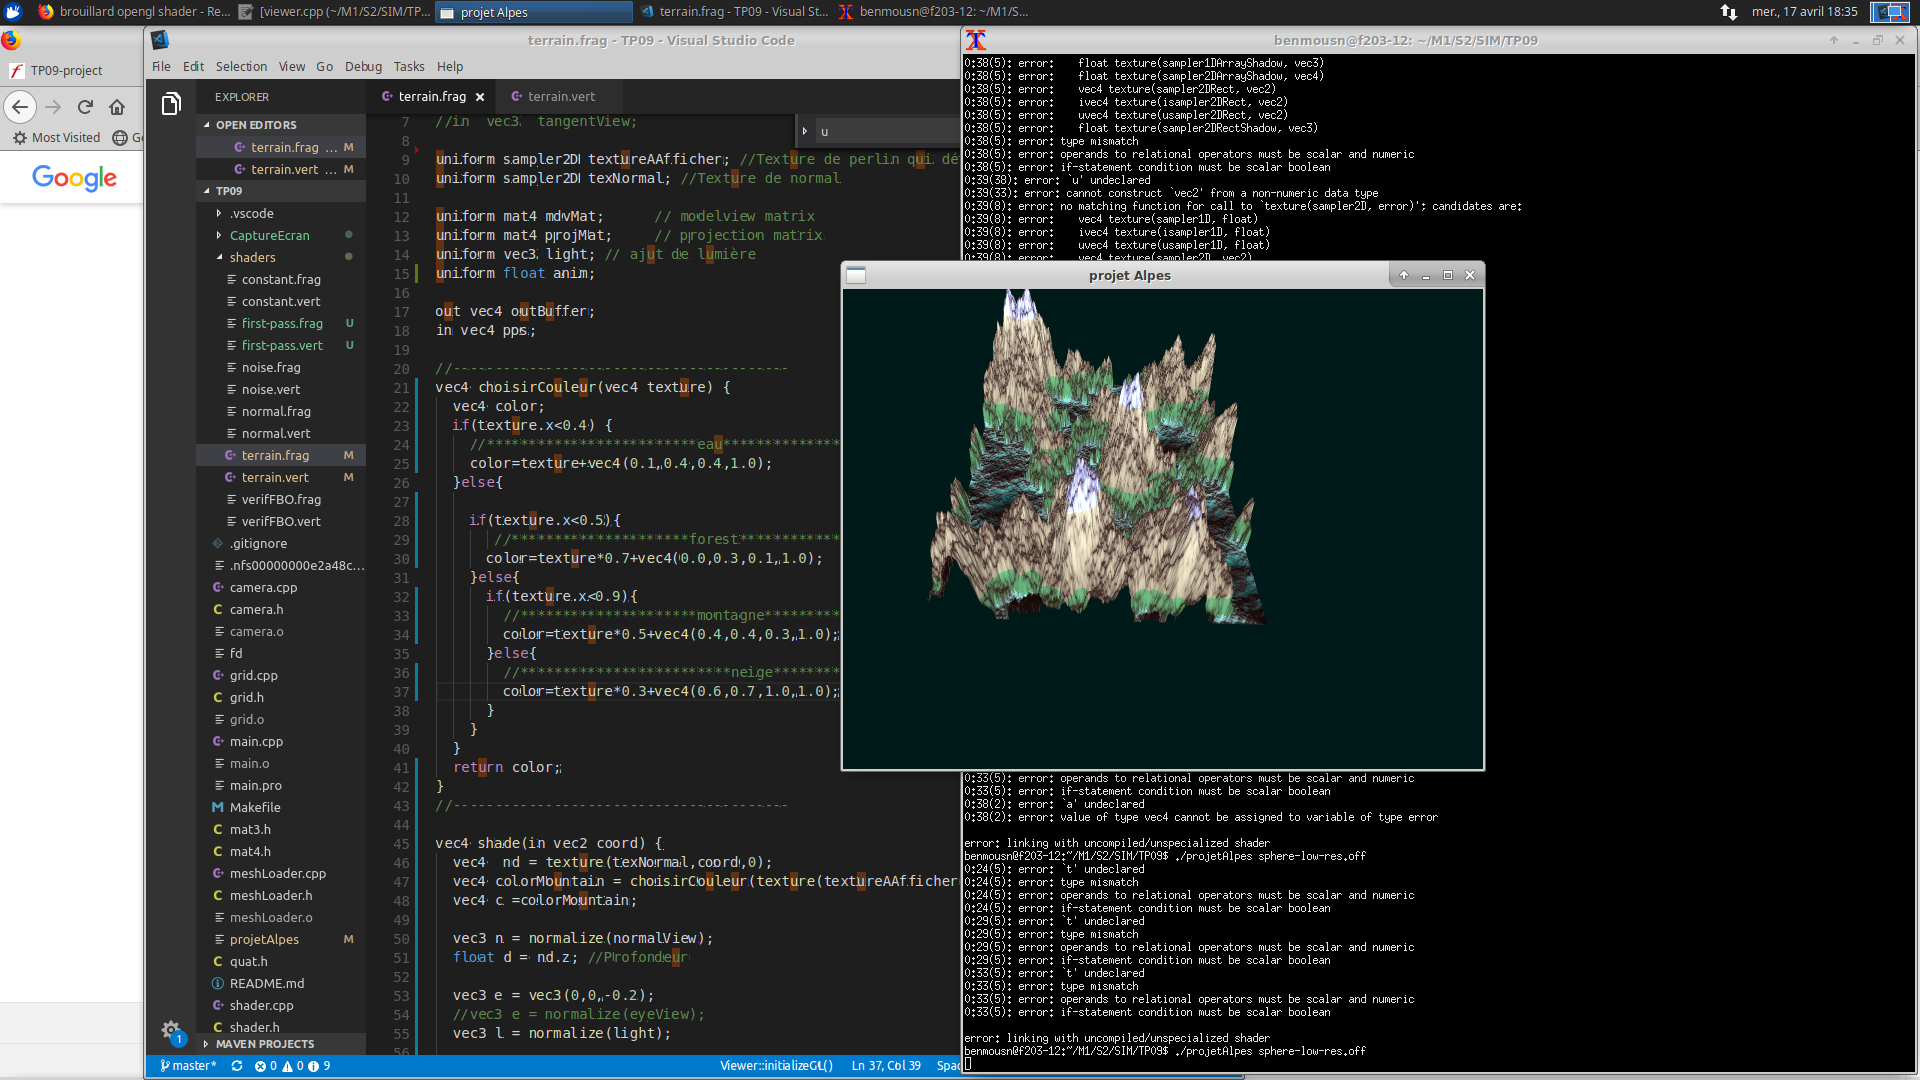 brouillard opengl shader - Re...
[viewer.cpp (~/M1/S2/SIM/TP...
projet Alpes
terrain.frag - TP09 - Visual St...
benmousn@f203-12: ~/M1/S...
mer., 17 avril 18:35
TP09-project
Most Visited
Ge
Google
terrain.frag - TP09 - Visual Studio Code
File Edit Selection View Go Debug Tasks Help
EXPLORER
OPEN EDITORS
terrain.frag ... M
terrain.vert ... M
TP09
.vscode
CaptureEcran
shaders
constant.frag
constant.vert
first-pass.frag U
first-pass.vert U
noise.frag
noise.vert
normal.frag
normal.vert
terrain.frag M
terrain.vert M
verifFBO.frag
verifFBO.vert
.gitignore
.nfs00000000e2a48c...
camera.cpp
camera.h
camera.o
fd
grid.cpp
grid.h
grid.o
main.cpp
main.o
main.pro
Makefile
mat3.h
mat4.h
meshLoader.cpp
meshLoader.h
meshLoader.o
projetAlpes M
quat.h
README.md
shader.cpp
shader.h
MAVEN PROJECTS
1
terrain.frag
terrain.vert
u
7 //in vec3 tangentView;
8
9 uniform sampler2D textureAAfficher; //Texture de perlin qui dé
10 uniform sampler2D texNormal; //Texture de normal
11
12 uniform mat4 mdvMat; // modelview matrix
13 uniform mat4 projMat; // projection matrix
14 uniform vec3 light; // ajut de lumière
15 uniform float anim;
16
17 out vec4 outBuffer;
18 in vec4 pps;
19
20 //---------------------------------------
21 vec4 choisirCouleur(vec4 texture) {
22 vec4 color;
23 if(texture.x<0.4) {
24 //*************************eau**************
25 color=texture+vec4(0.1,0.4,0.4,1.0);
26 }else{
27
28 if(texture.x<0.5){
29 //*********************forest************
30 color=texture*0.7+vec4(0.0,0.3,0.1,1.0);
31 }else{
32 if(texture.x<0.9){
33 //*********************montagne*********
34 color=texture*0.5+vec4(0.4,0.4,0.3,1.0);
35 }else{
36 //*************************neige********
37 color=texture*0.3+vec4(0.6,0.7,1.0,1.0);
38 }
39 }
40 }
41 return color;
42 }
43 //---------------------------------------
44
45 vec4 shade(in vec2 coord) {
46 vec4 nd = texture(texNormal,coord,0);
47 vec4 colorMountain = choisirCouleur(texture(textureAAfficher
48 vec4 c =colorMountain;
49
50 vec3 n = normalize(normalView);
51 float d = nd.z; //Profondeur
52
53 vec3 e = vec3(0,0,-0.2);
54 //vec3 e = normalize(eyeView);
55 vec3 l = normalize(light);
56
master* 0 0 9
Viewer::initializeGL() Ln 37, Col 39 Spac
benmousn@f203-12: ~/M1/S2/SIM/TP09
0:38(5): error: float texture(sampler1DArrayShadow, vec3)
0:38(5): error: float texture(sampler2DArrayShadow, vec4)
0:38(5): error: vec4 texture(sampler2DRect, vec2)
0:38(5): error: ivec4 texture(isampler2DRect, vec2)
0:38(5): error: uvec4 texture(usampler2DRect, vec2)
0:38(5): error: float texture(sampler2DRectShadow, vec3)
0:38(5): error: type mismatch
0:38(5): error: operands to relational operators must be scalar and numeric
0:38(5): error: if-statement condition must be scalar boolean
0:39(38): error: `u' undeclared
0:39(33): error: cannot construct `vec2' from a non-numeric data type
0:39(8): error: no matching function for call to `texture(sampler2D, error)'; candidates are:
0:39(8): error: vec4 texture(sampler1D, float)
0:39(8): error: ivec4 texture(isampler1D, float)
0:39(8): error: uvec4 texture(usampler1D, float)
0:39(8): error: vec4 texture(sampler2D, vec2)
projet Alpes
0:33(5): error: operands to relational operators must be scalar and numeric
0:33(5): error: if-statement condition must be scalar boolean
0:38(2): error: `a' undeclared
0:38(2): error: value of type vec4 cannot be assigned to variable of type error
error: linking with uncompiled/unspecialized shader
benmousn@f203-12:~/M1/S2/SIM/TP09$ ./projetAlpes sphere-low-res.off
0:24(5): error: `t' undeclared
0:24(5): error: type mismatch
0:24(5): error: operands to relational operators must be scalar and numeric
0:24(5): error: if-statement condition must be scalar boolean
0:29(5): error: `t' undeclared
0:29(5): error: type mismatch
0:29(5): error: operands to relational operators must be scalar and numeric
0:29(5): error: if-statement condition must be scalar boolean
0:33(5): error: `t' undeclared
0:33(5): error: type mismatch
0:33(5): error: operands to relational operators must be scalar and numeric
0:33(5): error: if-statement condition must be scalar boolean
error: linking with uncompiled/unspecialized shader
benmousn@f203-12:~/M1/S2/SIM/TP09$ ./projetAlpes sphere-low-res.off